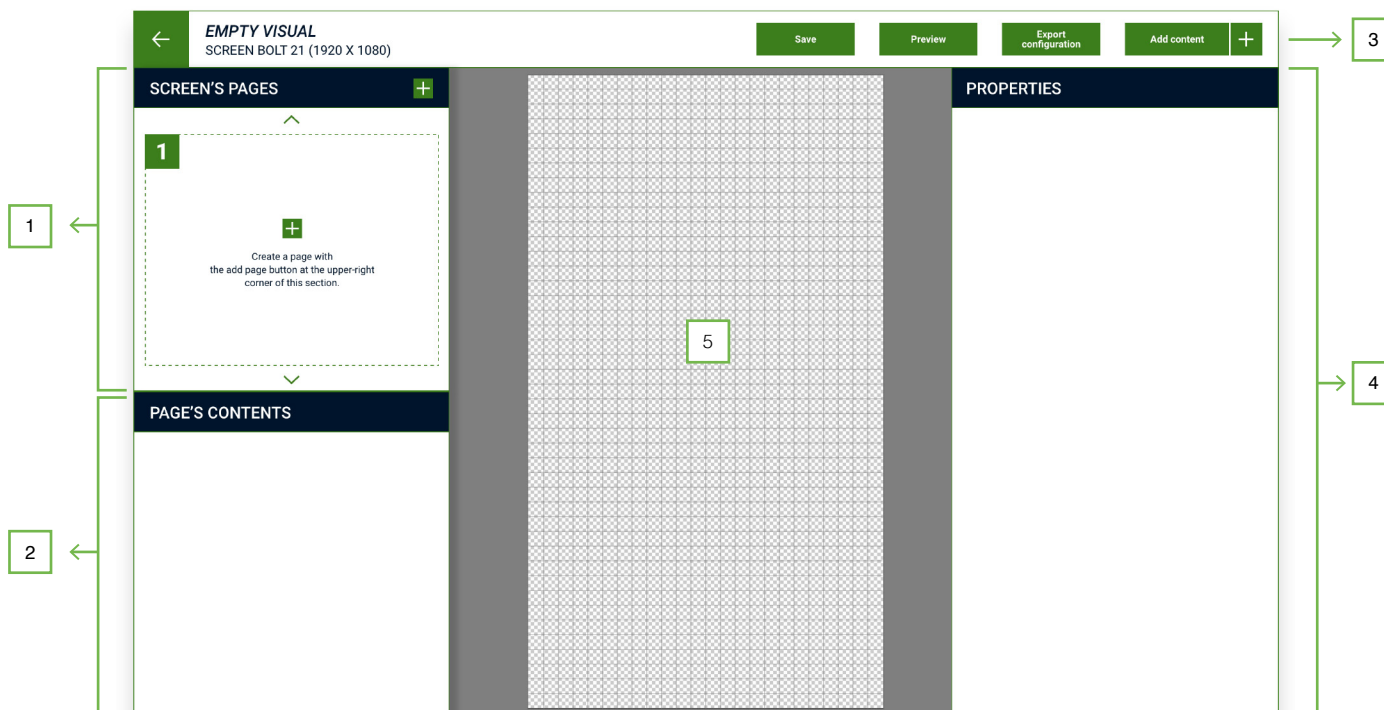 EMPTY VISUAL
SCREEN BOLT 21 (1920 X 1080)
Save
Preview
Export
configuration
Add content
3
SCREEN'S PAGES
PROPERTIES
1
1
Create a page with
the add page button at the upper-right
corner of this section.
5
4
PAGE'S CONTENTS
2